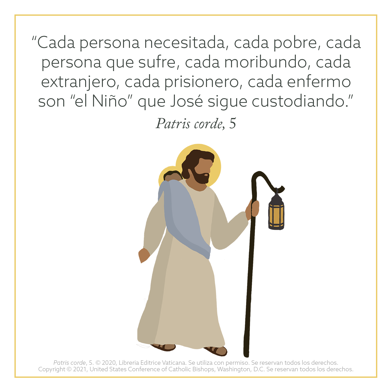 “Cada persona necesitada, cada pobre, cada
persona que sufre, cada moribundo, cada
extranjero, cada prisionero, cada enfermo
son “el Niño” que José sigue custodiando.”
Patris corde, 5
Patris corde, 5. © 2020, Libreria Editrice Vaticana. Se utiliza con permiso. Se reservan todos los derechos.
Copyright © 2021, United States Conference of Catholic Bishops, Washington, D.C. Se reservan todos los derechos.